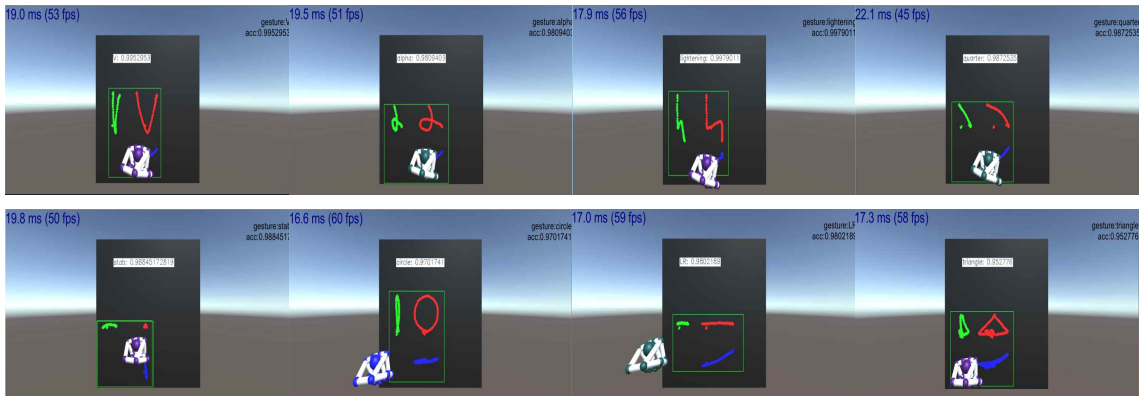 19.0 ms (53 fps)
gesture:V
acc:0.9952953
V: 0.9952953
19.5 ms (51 fps)
gesture:alpha
acc:0.9809403
alpha: 0.9809403
17.9 ms (56 fps)
gesture:lightening
acc:0.9979011
lightening: 0.9979011
22.1 ms (45 fps)
gesture:quarter
acc:0.9872535
quarter: 0.9872535
19.8 ms (50 fps)
gesture:stab
acc:0.9884517
stab: 0.98845172819
16.6 ms (60 fps)
gesture:circle
acc:0.9701741
circle: 0.9701741
17.0 ms (59 fps)
gesture:LR
acc:0.9802189
LR: 0.9802189
17.3 ms (58 fps)
gesture:triangle
acc:0.952776
triangle: 0.952776